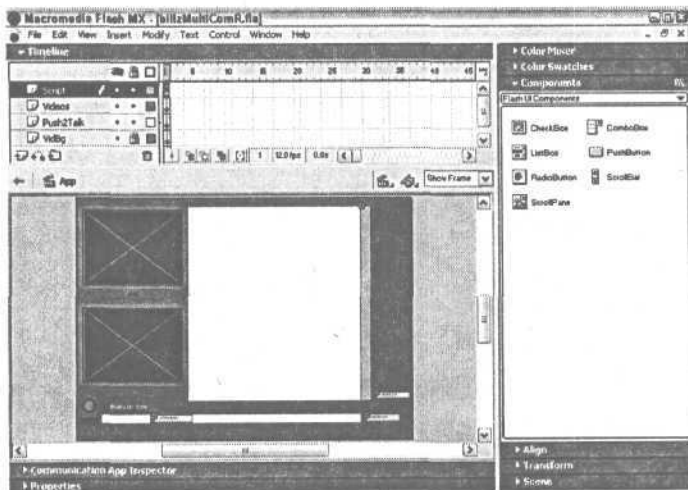 Macromedia Flash MX - [billzMultiComR.fla]
File Edit View Insert Modify Text Control Window Help
Timeline
5 10 15 20 25 30 35 40 45
Script
Videos
Push2Talk
VidBg
1 12.0 fps 0.0s
App
Show Frame
Communication App Inspector
Properties
Color Mixer
Color Swatches
Components
Flash UI Components
CheckBox
ComboBox
ListBox
PushButton
RadioButton
ScrollBar
ScrollPane
Align
Transform
Scene